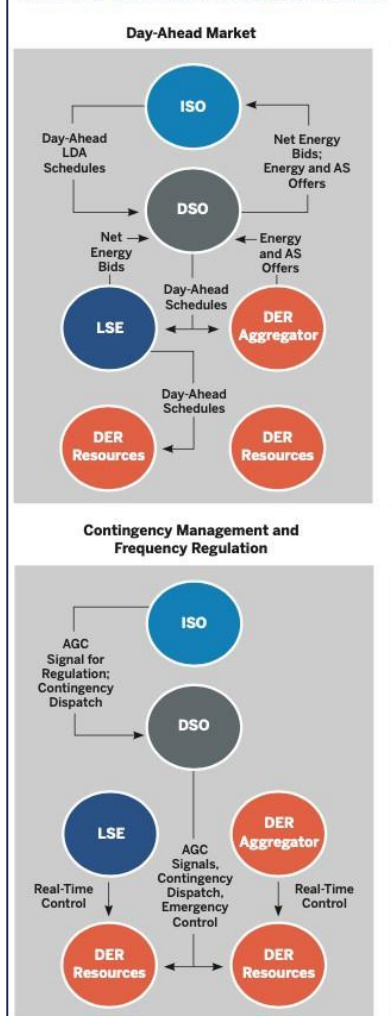 Day-Ahead Market
ISO
Day-Ahead
LDA
Schedules
Net Energy
Bids;
Energy and AS
Offers
DSO
Net
Energy
Bids
Energy
and AS
Offers
Day-Ahead
Schedules
LSE
DER
Aggregator
Day-Ahead
Schedules
DER
Resources
DER
Resources
Contingency Management and
Frequency Regulation
ISO
AGC
Signal for
Regulation;
Contingency
Dispatch
DSO
LSE
DER
Aggregator
AGC
Signals,
Contingency
Dispatch,
Emergency
Control
Real-Time
Control
Real-Time
Control
DER
Resources
DER
Resources